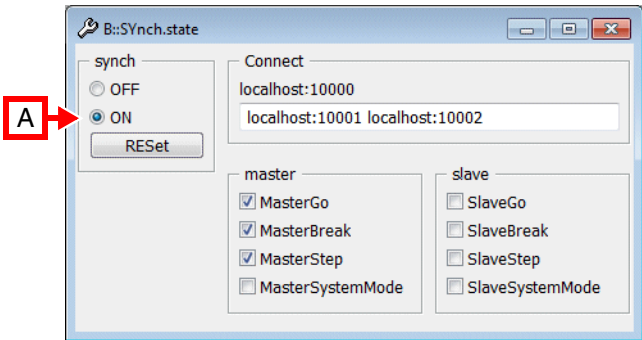 B::SYnch.state
synch
OFF
A
ON
RESet
Connect
localhost:10000
localhost:10001 localhost:10002
master
MasterGo
MasterBreak
MasterStep
MasterSystemMode
slave
SlaveGo
SlaveBreak
SlaveStep
SlaveSystemMode